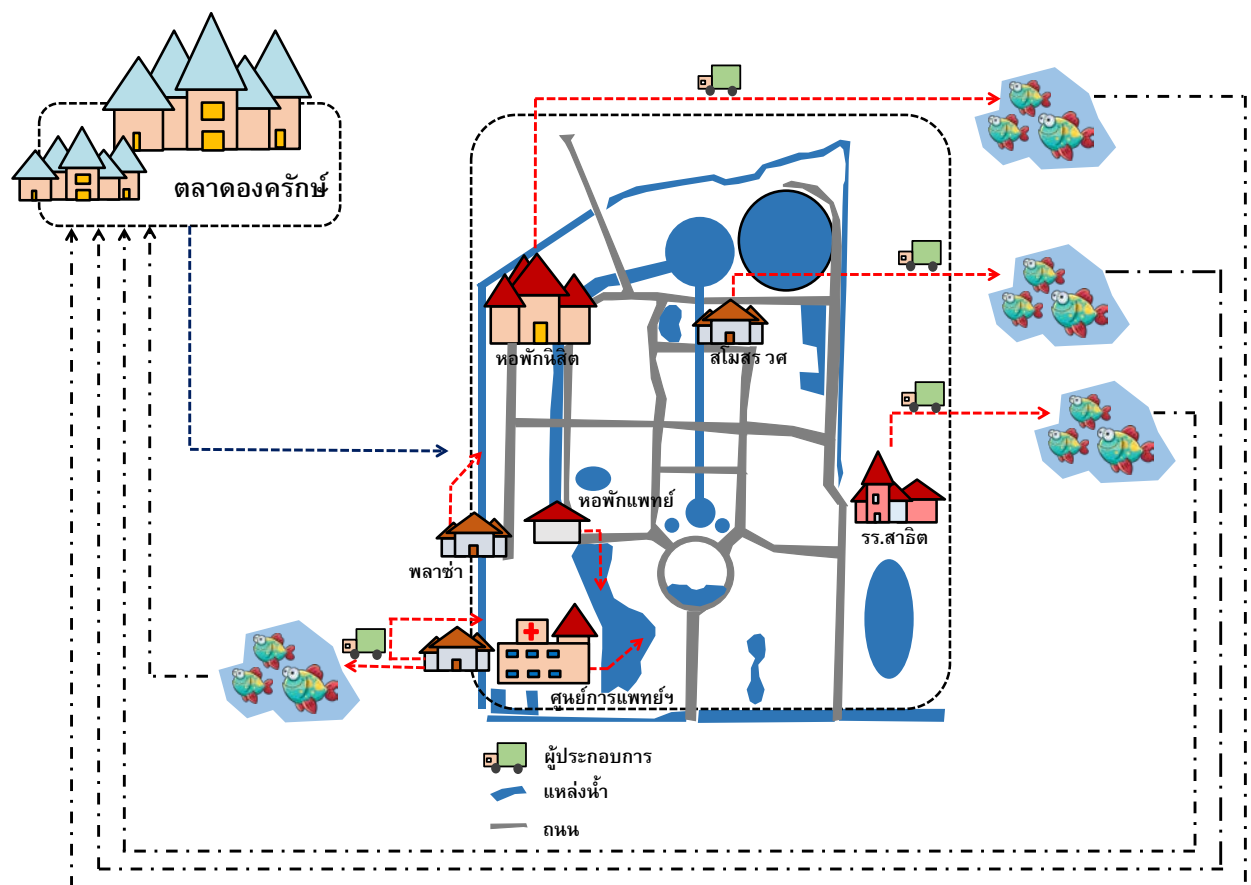 ตลาดองครักษ์
หอพักนิสิต
สโมสร วศ
หอพักแพทย์
รร.สาธิต
พลาซ่า
ศูนย์การแพทย์ฯ
ผู้ประกอบการ
แหล่งน้ำ
ถนน